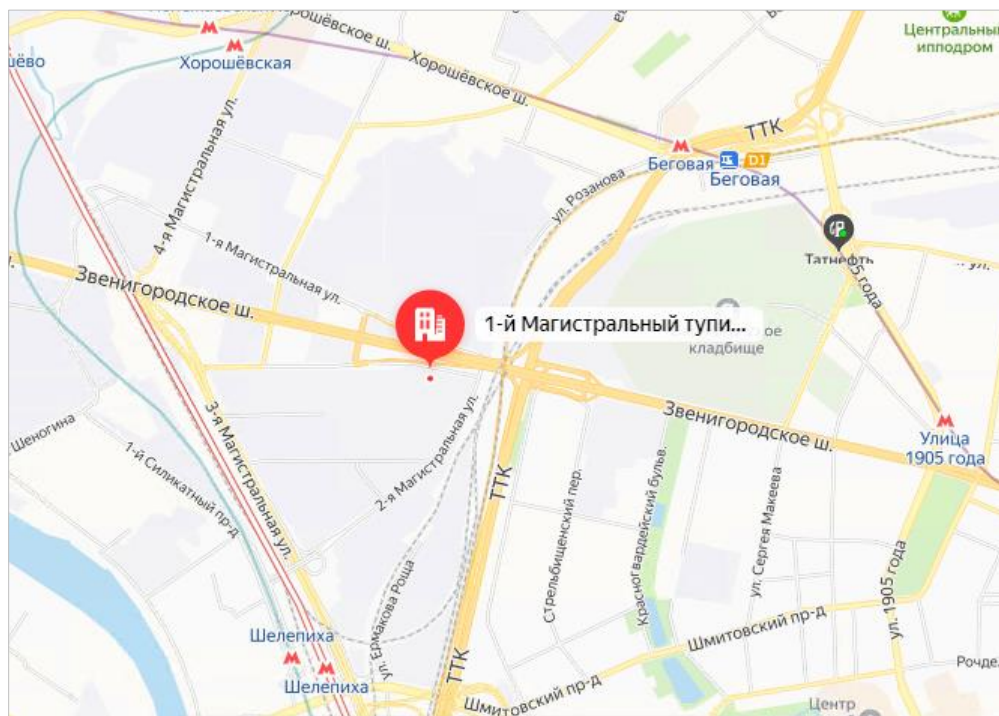 Центральный
ипподром
Хорошёвское ш.
Хорошёвская
Хорошёвское ш.
ТТК
Беговая
D1
Беговая
ул. Розанова
4-я Магистральная ул.
1-я Магистральная ул.
Татнефть
Звенигородское ш.
1-й Магистральный тупи...
кладбище
Звенигородское ш.
Улица
1905 года
Шеногина
3-я Магистральная ул.
1-й Силикатный пр-д
2-я Магистральная ул.
ТТК
Стрельбищенский пер.
Красногвардейский бульв.
ул. Сергея Макеева
ул. 1905 года
Шмитовский пр-д
ул. Ермакова Роща
Шелепиха
Шелепиха
ТТК
Шмитовский пр-д
Рочдел
Центр